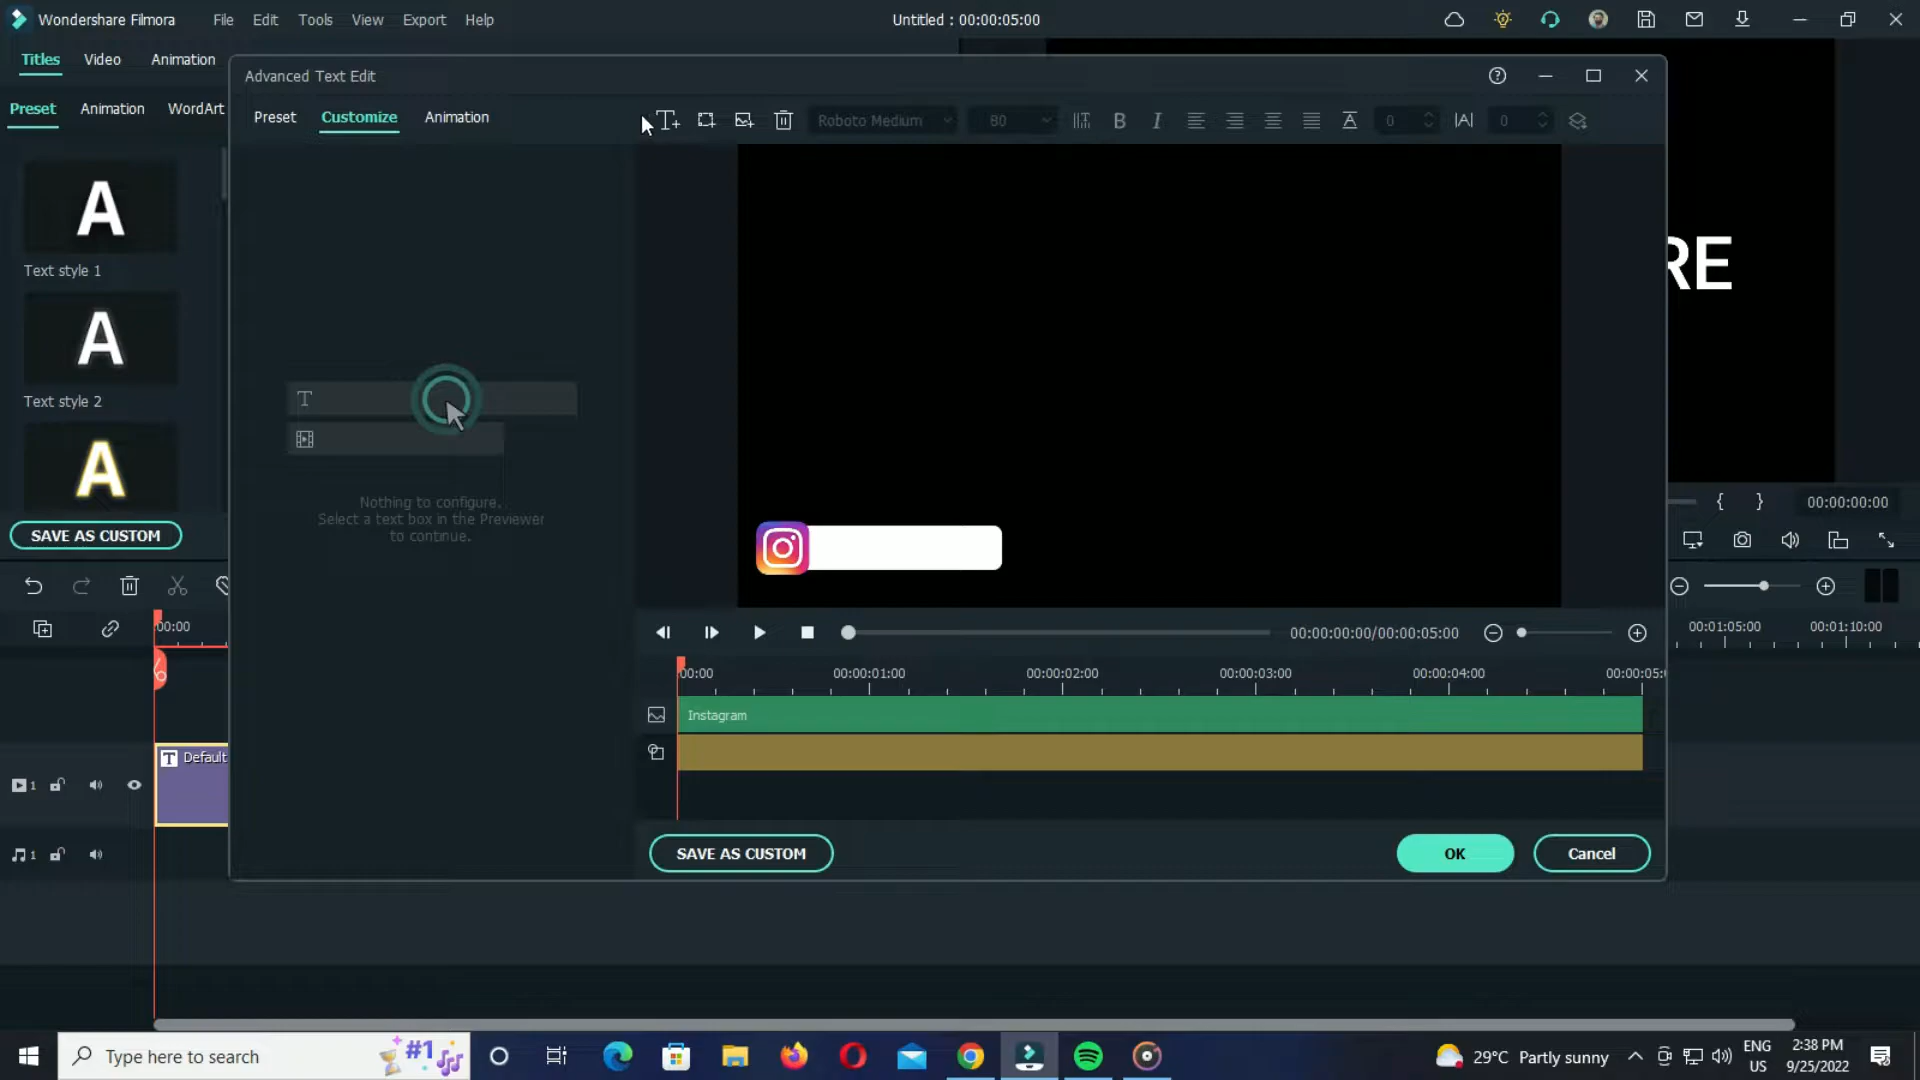 Wondershare Filmora File Edit Tools View Export Help Untitled : 00:00:05:00
Titles Video Animation
Advanced Text Edit
Preset Animation WordArt
Preset Customize Animation
Roboto Medium 80 0 0
A
Text style 1
A
Text style 2
A
SAVE AS CUSTOM
Nothing to configure.
Select a text box in the Previewer
to continue.
RE
00:00:00:00
00:00:00:00/00:00:05:00
00:00 00:01:05:00 00:01:10:00
00:00 00:00:01:00 00:00:02:00 00:00:03:00 00:00:04:00 00:00:05:
Instagram
Default
1
1
SAVE AS CUSTOM OK Cancel
Type here to search #1 29°C Partly sunny ENG
US 2:38 PM
9/25/2022